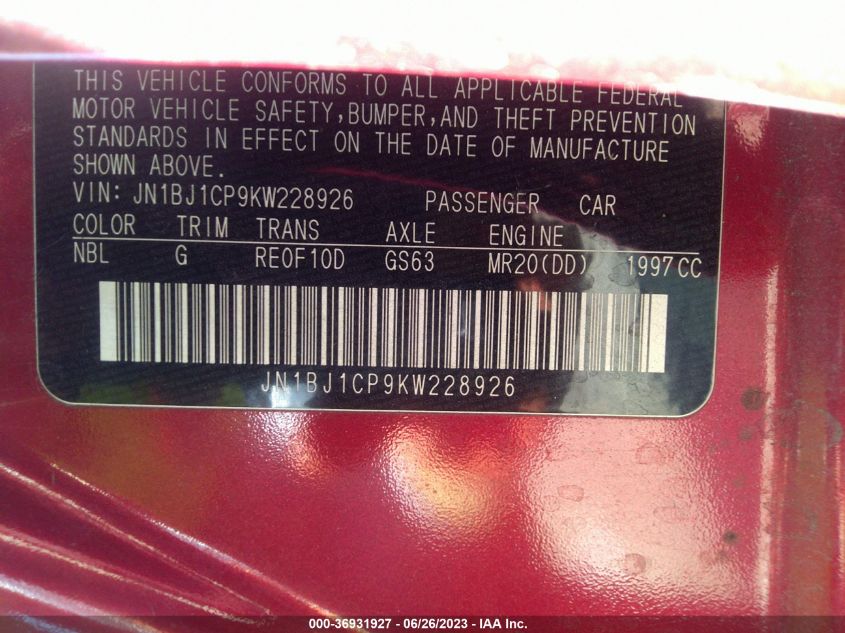 THIS VEHICLE CONFORMS TO ALL APPLICABLE FEDERAL
MOTOR VEHICLE SAFETY, BUMPER, AND THEFT PREVENTION
STANDARDS IN EFFECT ON THE DATE OF MANUFACTURE
SHOWN ABOVE.
VIN: JN1BJ1CP9KW228926 PASSENGER CAR
COLOR TRIM TRANS AXLE ENGINE
NBL G RE0F10D GS63 MR20(DD) 1997CC
JN1BJ1CP9KW228926
000-36931927 - 06/26/2023 - IAA Inc.